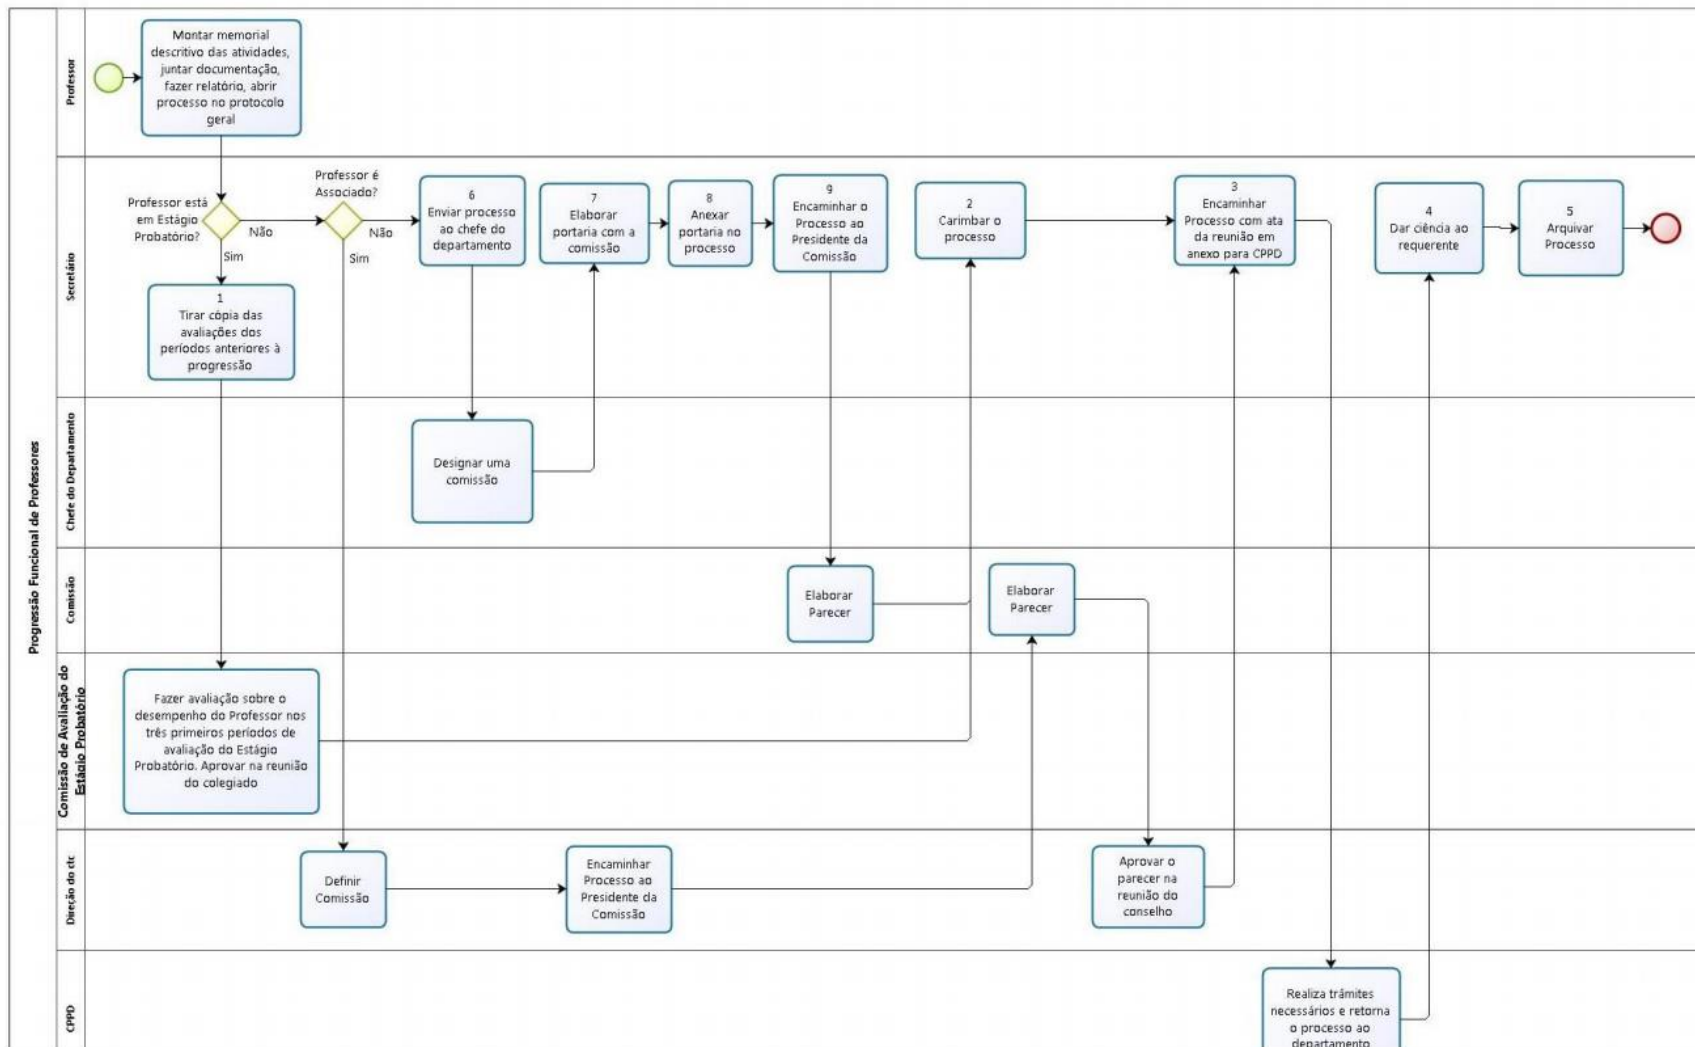 Progressão Funcional de Professores
Professor
Montar memorial
descritivo das atividades,
juntar documentação,
fazer relatório, abrir
processo no protocolo
geral
Secretário
Professor está
em Estágio
Probatório?
Não
Sim
Professor é
Associado?
Não
Sim
1
Tirar cópia das
avaliações dos
períodos anteriores à
progressão
6
Enviar processo
ao chefe do
departamento
7
Elaborar
portaria com a
comissão
8
Anexar
portaria no
processo
9
Encaminhar o
Processo ao
Presidente da
Comissão
2
Carimbar o
processo
3
Encaminhar
Processo com ata
da reunião em
anexo para CPPD
4
Dar ciência ao
requerente
5
Arquivar
Processo
Chefe do Departamento
Designar uma
comissão
Comissão
Elaborar
Parecer
Elaborar
Parecer
Comissão de Avaliação do
Estágio Probatório
Fazer avaliação sobre o
desempenho do Professor nos
três primeiros períodos de
avaliação do Estágio
Probatório. Aprovar na reunião
do colegiado
Direção do ctc
Definir
Comissão
Encaminhar
Processo ao
Presidente da
Comissão
Aprovar o
parecer na
reunião do
conselho
CPPD
Realiza trâmites
necessários e retorna
o processo ao
departamento